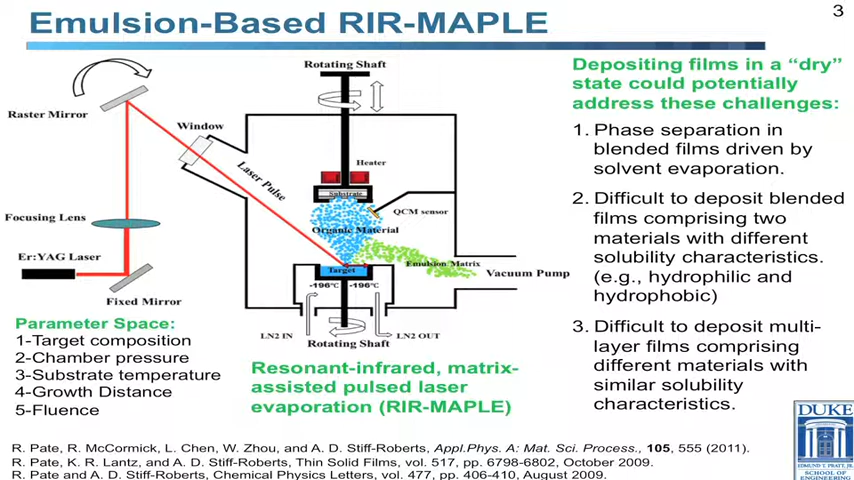 Emulsion-Based RIR-MAPLE
3
Rotating Shaft
Raster Mirror
Window
Laser Pulse
Heater
Substrate
QCM sensor
Organic Material
Focusing Lens
Er:YAG Laser
Emulsion Matrix
Target
Vacuum Pump
-196℃ -196℃
Fixed Mirror
LN2 IN
LN2 OUT
Rotating Shaft
Parameter Space:
1-Target composition
2-Chamber pressure
3-Substrate temperature
4-Growth Distance
5-Fluence
Resonant-infrared, matrix-
assisted pulsed laser
evaporation (RIR-MAPLE)
Depositing films in a “dry”
state could potentially
address these challenges:
1. Phase separation in
blended films driven by
solvent evaporation.
2. Difficult to deposit blended
films comprising two
materials with different
solubility characteristics.
(e.g., hydrophilic and
hydrophobic)
3. Difficult to deposit multi-
layer films comprising
different materials with
similar solubility
characteristics.
R. Pate, R. McCormick, L. Chen, W. Zhou, and A. D. Stiff-Roberts, Appl.Phys. A: Mat. Sci. Process., 105, 555 (2011).
R. Pate, K. R. Lantz, and A. D. Stiff-Roberts, Thin Solid Films, vol. 517, pp. 6798-6802, October 2009.
R. Pate and A. D. Stiff-Roberts, Chemical Physics Letters, vol. 477, pp. 406-410, August 2009.
DUKE
EDMUND T. PRATT, JR.
SCHOOL OF
ENGINEERING